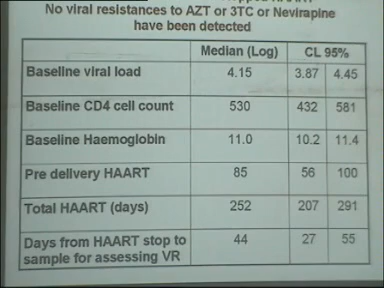 No viral resistances to AZT or 3TC or Nevirapine
have been detected
Median (Log) CL 95%
Baseline viral load 4.15 3.87 4.45
Baseline CD4 cell count 530 432 581
Baseline Haemoglobin 11.0 10.2 11.4
Pre delivery HAART 85 56 100
Total HAART (days) 252 207 291
Days from HAART stop to 44 27 55
sample for assessing VR